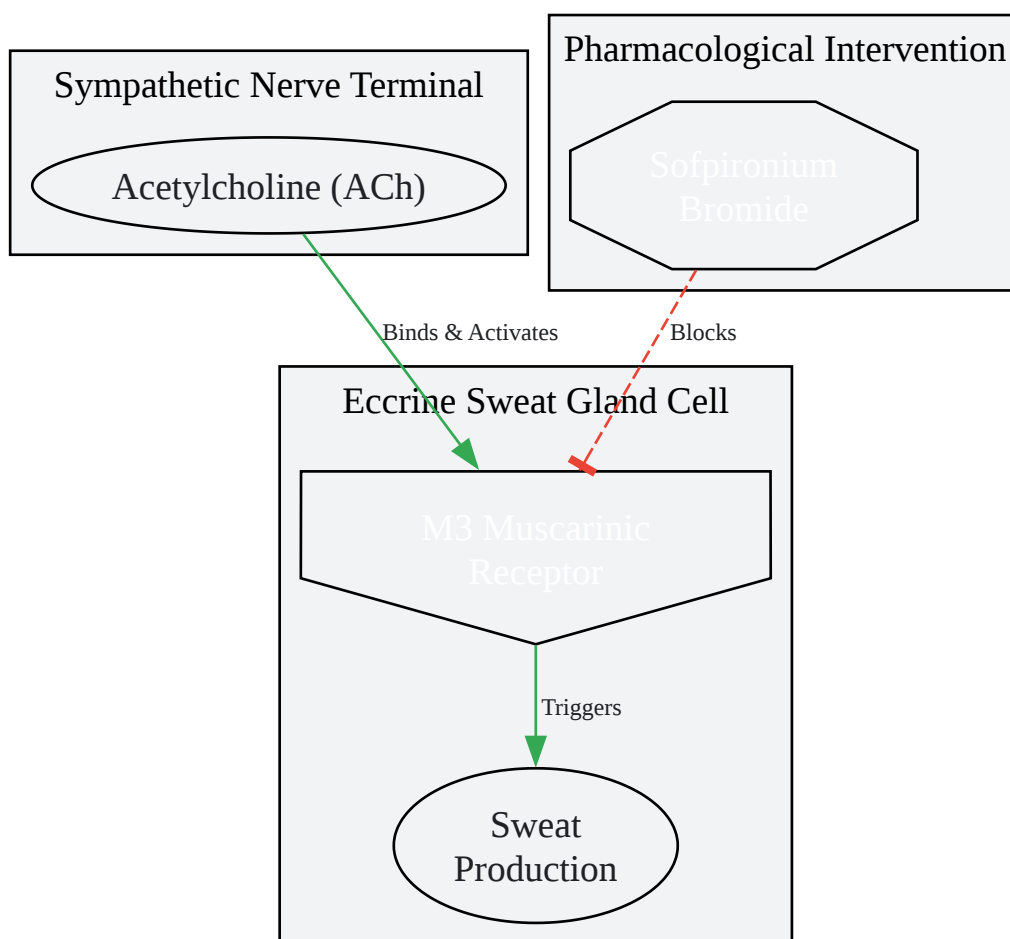 Pharmacological Intervention
Sympathetic Nerve Terminal
Sofpironium
Bromide
Acetylcholine (ACh)
Binds & Activates
Blocks
Eccrine Sweat Gland Cell
M3 Muscarinic
Receptor
Triggers
Sweat
Production